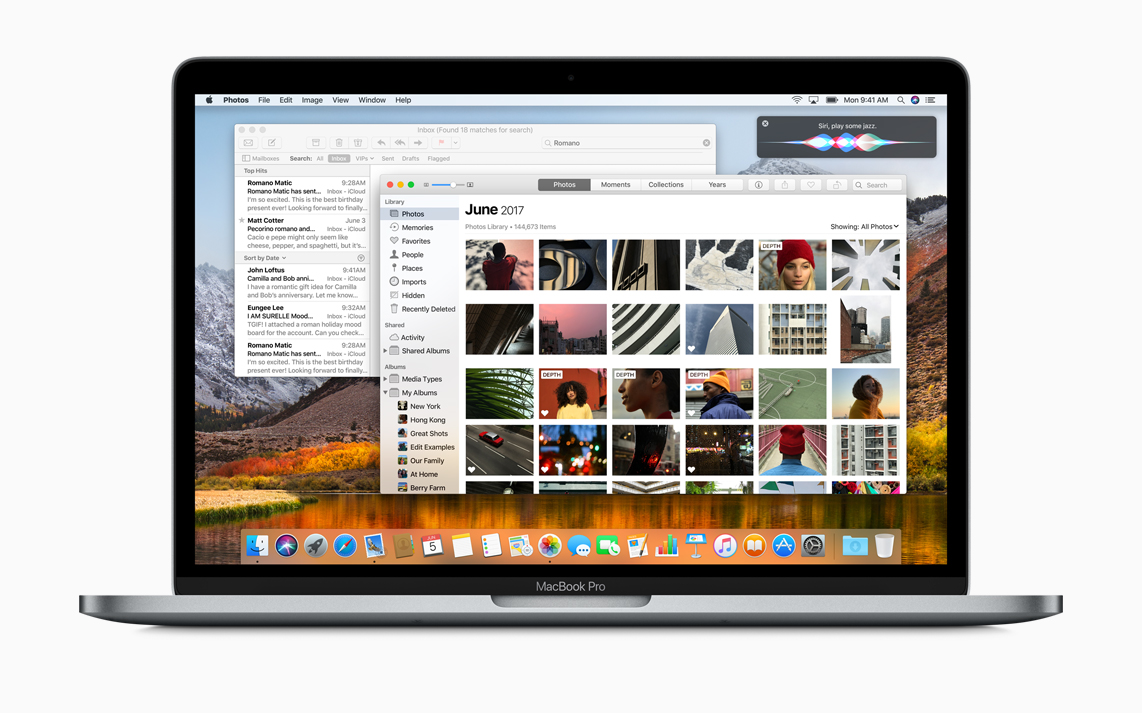 Photos File Edit Image View Window Help
Mon 9:41 AM
Siri, play some jazz.
Inbox (Found 18 matches for search)
Romano
Mailboxes Search: All Inbox VIPs Sent Drafts Flagged
Top Hits
Romano Matic 9:28AM
Romano Matic has sent... Inbox - iCloud
I'm so excited. This is the best birthday
present ever! Looking forward to finally...
Matt Cotter June 3
Pecorino romano and... Inbox - iCloud
Cacio e pepe might only seem like
cheese, pepper, and spaghetti, but it's...
Sort by Date
John Loftus 9:41AM
Camilla and Bob anni... Inbox - iCloud
I have a romantic gift idea for Camilla
and Bob's anniversary. Let me know...
Eungee Lee 9:32AM
I AM SURELLE Mood... Inbox - iCloud
TGIF! I attached a roman holiday mood
board for the account. Can you check...
Romano Matic 9:28AM
Romano Matic has sent... Inbox - iCloud
I'm so excited. This is the best birthday
present ever! Looking forward to finally...
Photos Moments Collections Years
Search
Library
Photos
Memories
Favorites
People
Places
Imports
Hidden
Recently Deleted
Shared
Activity
Shared Albums
Albums
Media Types
My Albums
New York
Hong Kong
Great Shots
Edit Examples
Our Family
At Home
Berry Farm
June 2017
Photos Library • 144,673 Items
Showing: All Photos
DEPTH
DEPTH
DEPTH
DEPTH
JUN
5
MacBook Pro